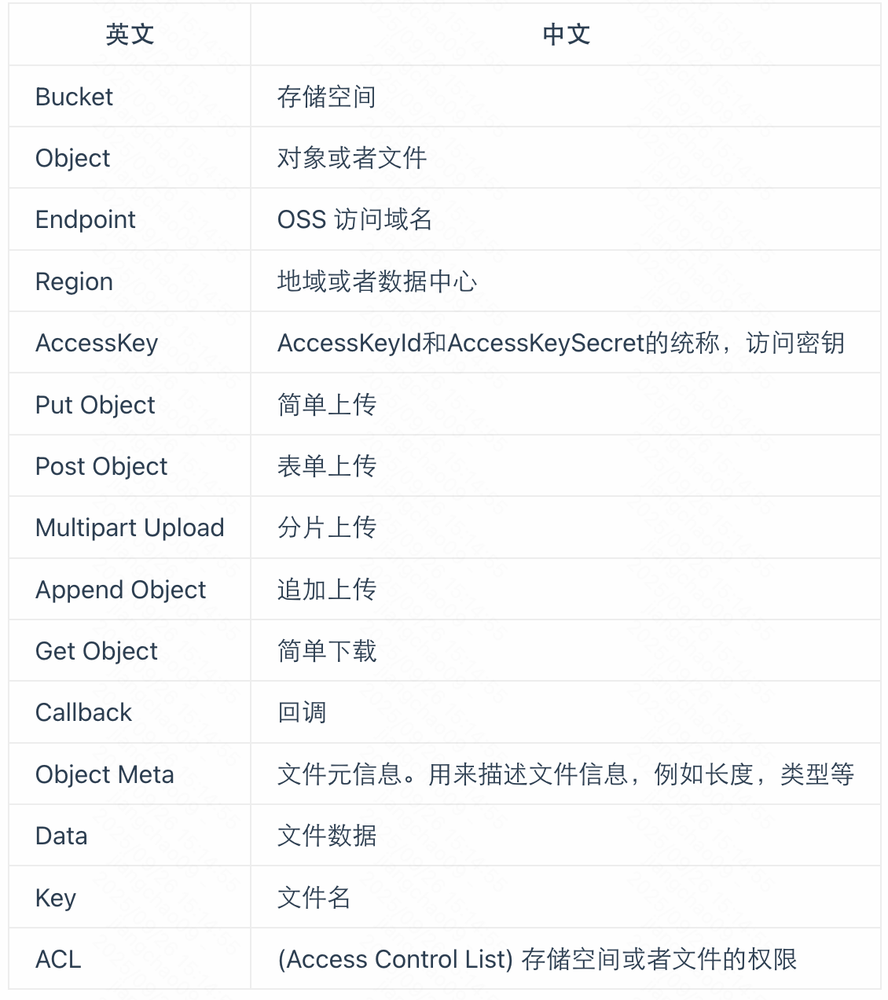 英文 中文
Bucket 存储空间
Object 对象或者文件
Endpoint OSS 访问域名
Region 地域或者数据中心
AccessKey AccessKeyId和AccessKeySecret的统称，访问密钥
Put Object 简单上传
Post Object 表单上传
Multipart Upload 分片上传
Append Object 追加上传
Get Object 简单下载
Callback 回调
Object Meta 文件元信息。用来描述文件信息，例如长度，类型等
Data 文件数据
Key 文件名
ACL (Access Control List) 存储空间或者文件的权限